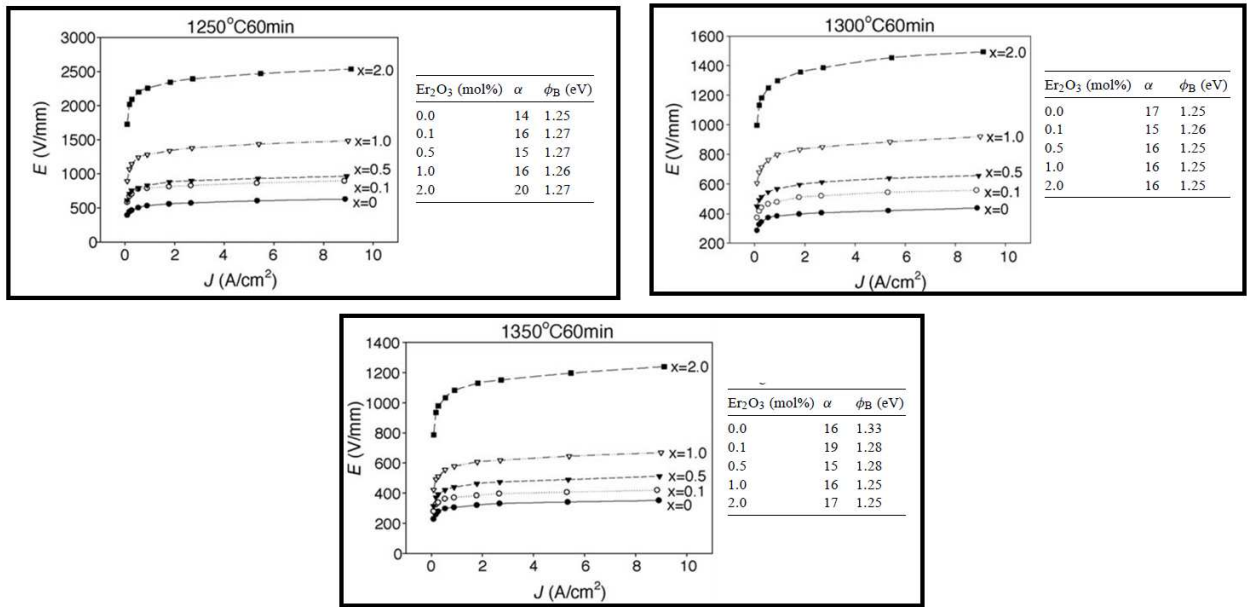 1250°C60min
3000
2500
2000
1500
1000
500
0
E (V/mm)
x=2.0
x=1.0
x=0.5
x=0.1
x=0
0 2 4 6 8 10
J (A/cm²)
Er₂O₃ (mol%) α ϕB (eV)
0.0 14 1.25
0.1 16 1.27
0.5 15 1.27
1.0 16 1.26
2.0 20 1.27
1300°C60min
1600
1400
1200
1000
800
600
400
200
E (V/mm)
x=2.0
x=1.0
x=0.5
x=0.1
x=0
0 2 4 6 8 10
J (A/cm²)
Er₂O₃ (mol%) α ϕB (eV)
0.0 17 1.25
0.1 15 1.26
0.5 16 1.25
1.0 16 1.25
2.0 16 1.25
1350°C60min
1400
1200
1000
800
600
400
200
0
E (V/mm)
x=2.0
x=1.0
x=0.5
x=0.1
x=0
0 2 4 6 8 10
J (A/cm²)
Er₂O₃ (mol%) α ϕB (eV)
0.0 16 1.33
0.1 19 1.28
0.5 15 1.28
1.0 16 1.25
2.0 17 1.25